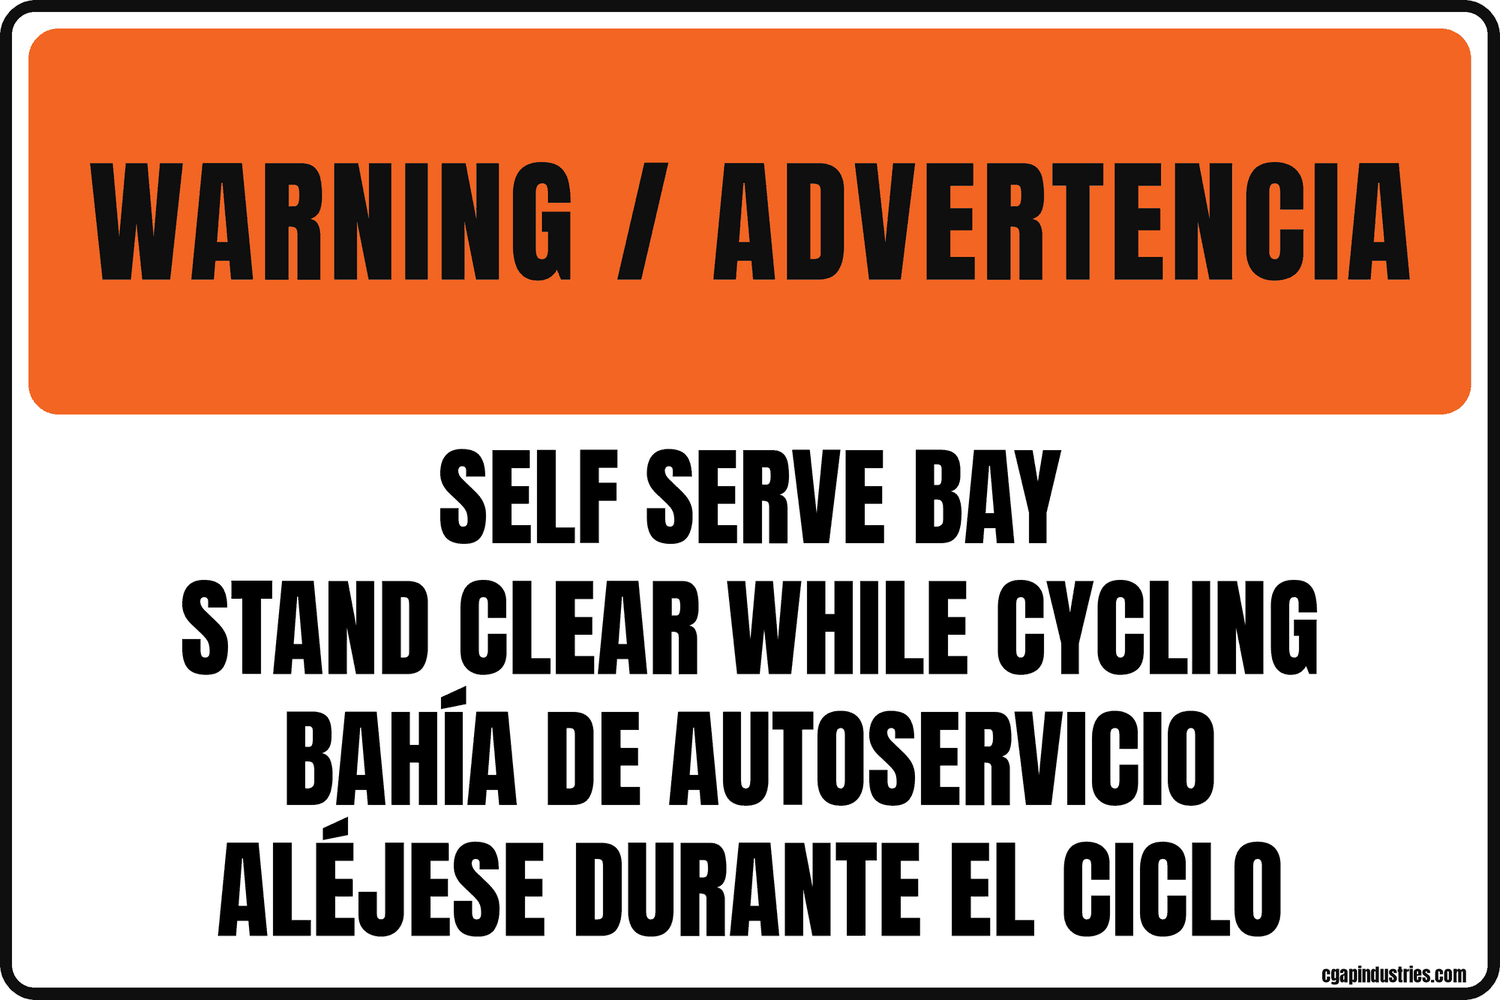 WARNING / ADVERTENCIA
SELF SERVE BAY
STAND CLEAR WHILE CYCLING
BAHÍA DE AUTOSERVICIO
ALÉJESE DURANTE EL CICLO
cgapindustries.com